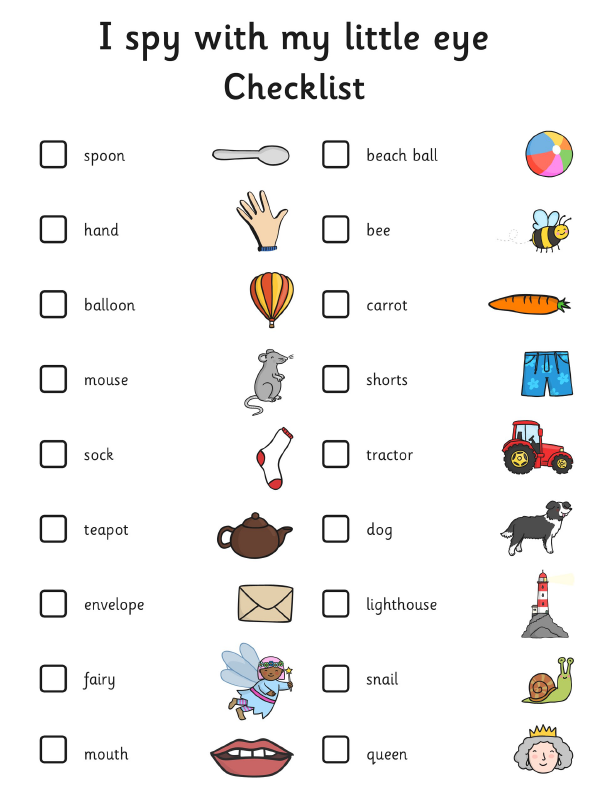 I spy with my little eye
Checklist
spoon
hand
balloon
mouse
sock
teapot
envelope
fairy
mouth
beach ball
bee
carrot
shorts
tractor
dog
lighthouse
snail
queen